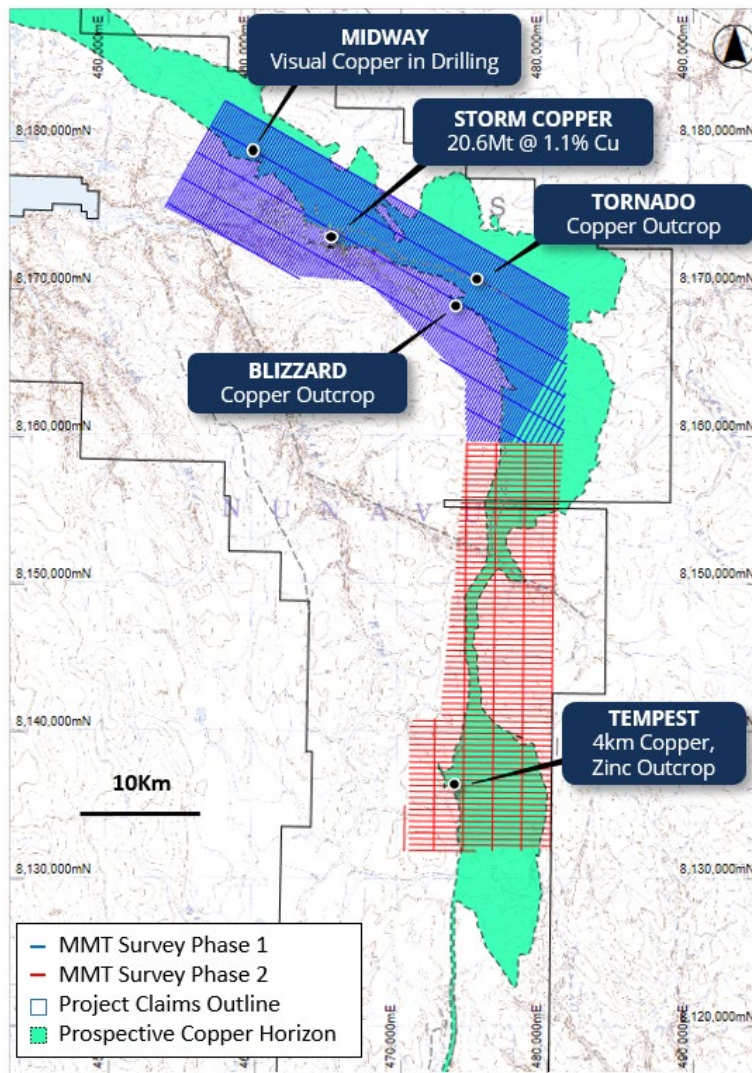 450,000mE
480,000mE
490,000mE
MIDWAY
Visual Copper in Drilling
8,180,000mN
8,180,000mN
STORM COPPER
20.6Mt @ 1.1% Cu
S
TORNADO
Copper Outcrop
8,170,000mN
8,170,000mN
BLIZZARD
Copper Outcrop
8,160,000mN
8,160,000mN
N U N A V U
8,150,000mN
8,150,000mN
8,140,000mN
8,140,000mN
TEMPEST
4km Copper,
Zinc Outcrop
10Km
8,130,000mN
8,130,000mN
MMT Survey Phase 1
MMT Survey Phase 2
Project Claims Outline
Prospective Copper Horizon
470,000mE
480,000mE
490,000mE
8,120,000mN